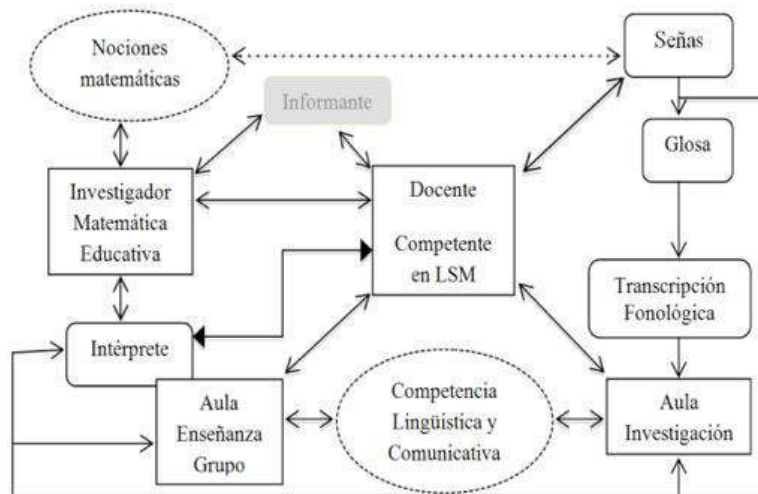 Nociones
matemáticas
Señas
Informante
Glosa
Investigador
Matemática
Educativa
Docente
Competente
en LSM
Transcripción
Fonológica
Intérprete
Aula
Enseñanza
Grupo
Competencia
Lingüística y
Comunicativa
Aula
Investigación